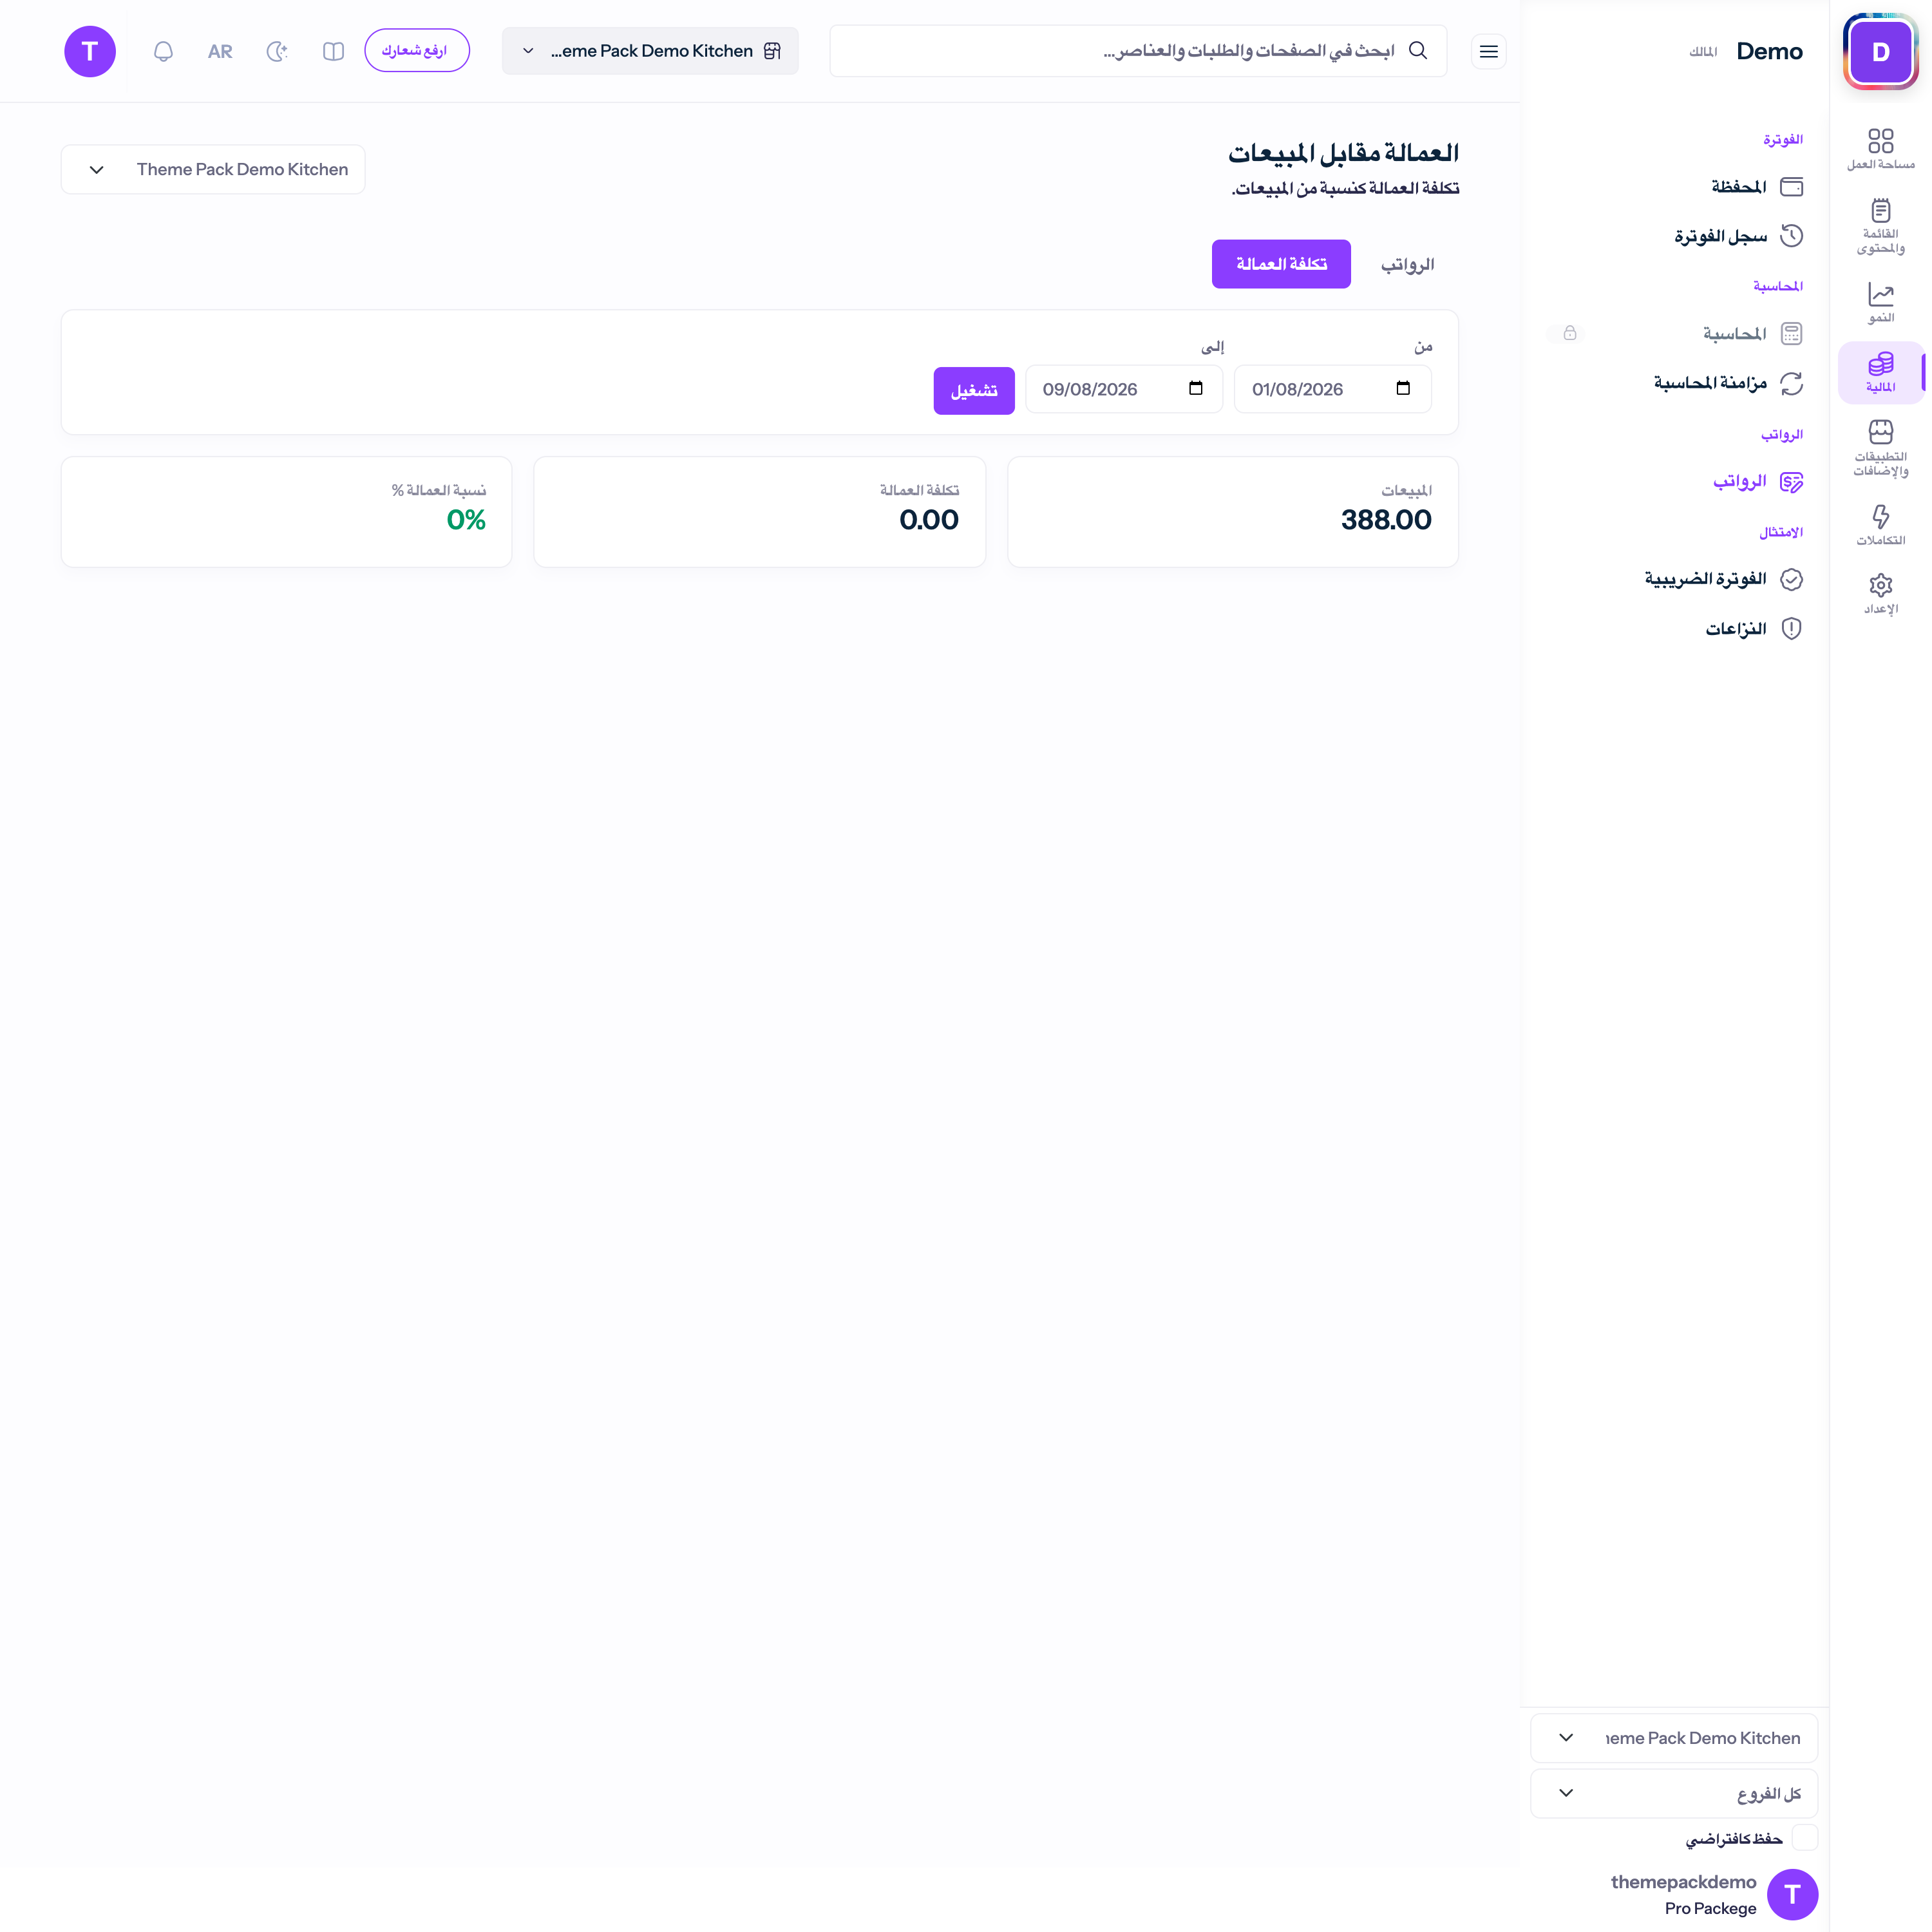 D
مساحة العمل
القائمة
والمحتوى
النمو
المالية
التطبيقات
والإضافات
التكاملات
الإعداد
Demo المالك
الفوترة
المحفظة
سجل الفوترة
المحاسبة
المحاسبة
مزامنة المحاسبة
الرواتب
الرواتب
الامتثال
الفوترة الضريبية
النزاعات
heme Pack Demo Kitchen
كل الفروع
حفظ كافتراضي
T
themepackdemo
Pro Packege
ابحث في الصفحات والطلبات والعناصر...
...eme Pack Demo Kitchen
ارفع شعارك
AR
T
العمالة مقابل المبيعات
تكلفة العمالة كنسبة من المبيعات.
Theme Pack Demo Kitchen
الرواتب
تكلفة العمالة
من
01/08/2026
إلى
09/08/2026
تشغيل
المبيعات
388.00
تكلفة العمالة
0.00
نسبة العمالة %
0%